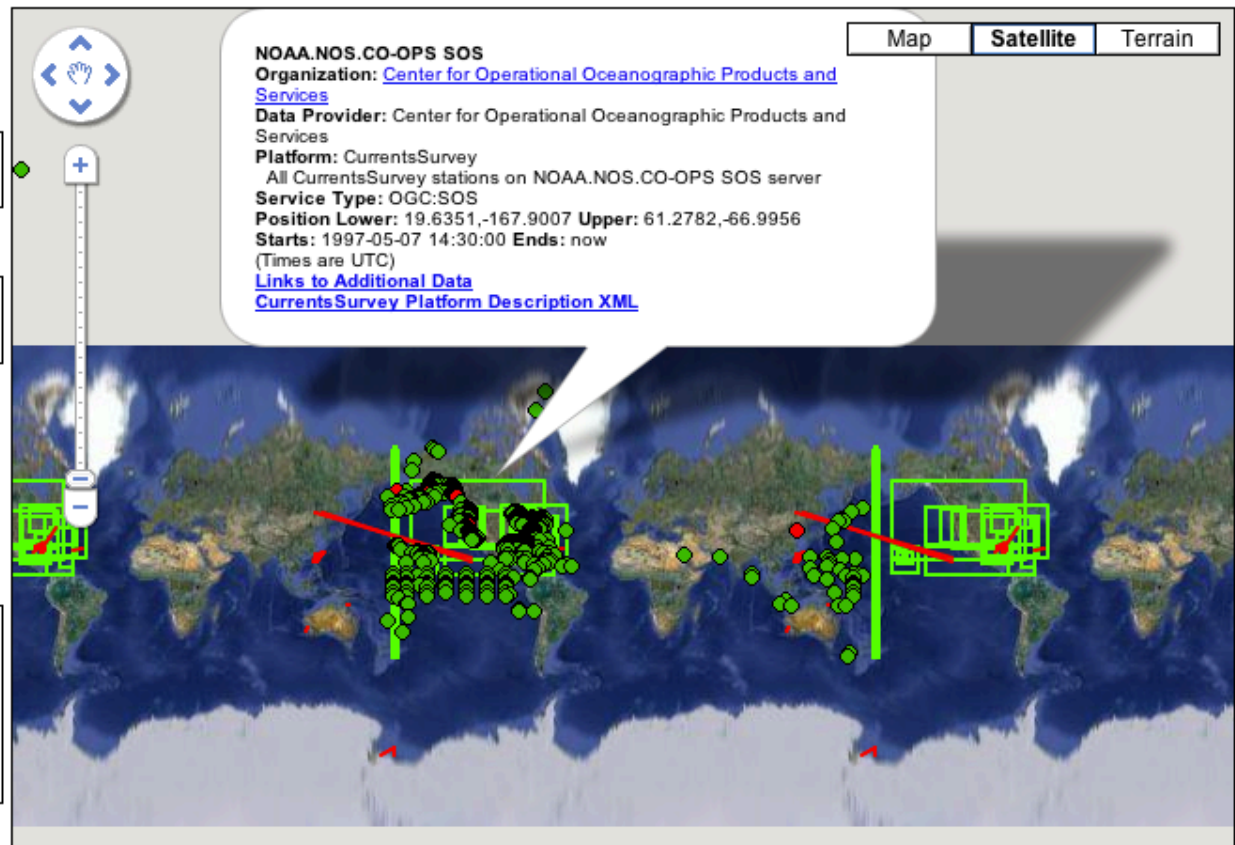 Map Satellite Terrain
NOAA.NOS.CO-OPS SOS
Organization: Center for Operational Oceanographic Products and
Services
Data Provider: Center for Operational Oceanographic Products and
Services
Platform: CurrentsSurvey
All CurrentsSurvey stations on NOAA.NOS.CO-OPS SOS server
Service Type: OGC:SOS
Position Lower: 19.6351,-167.9007 Upper: 61.2782,-66.9956
Starts: 1997-05-07 14:30:00 Ends: now
(Times are UTC)
Links to Additional Data
CurrentsSurvey Platform Description XML